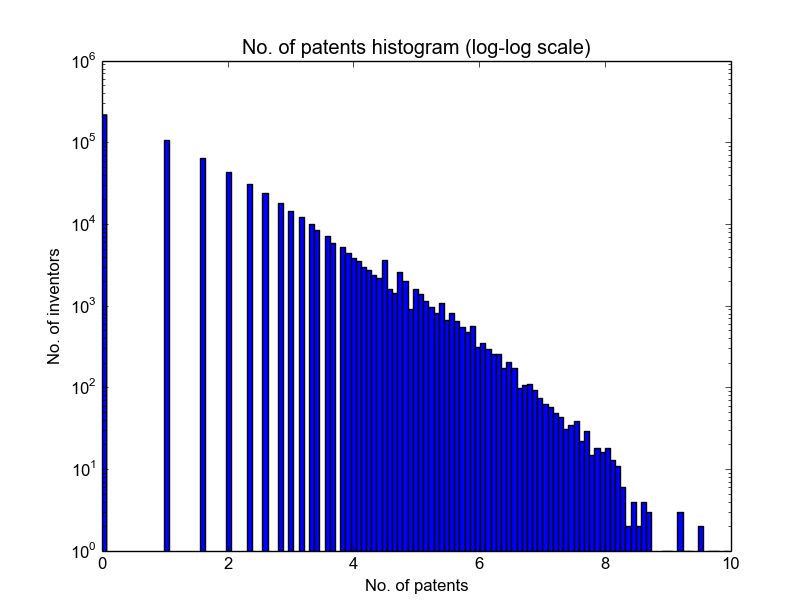 No. of patents histogram (log-log scale)
10^6
10^5
10^4
10^3
10^2
10^1
10^0
No. of inventors
0 2 4 6 8 10
No. of patents